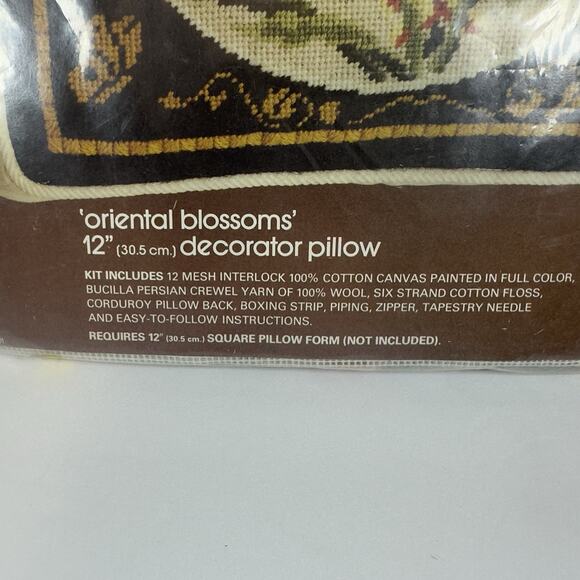 'oriental blossoms'
12" (30.5 cm.) decorator pillow
KIT INCLUDES 12 MESH INTERLOCK 100% COTTON CANVAS PAINTED IN FULL COLOR,
BUCILLA PERSIAN CREWEL YARN OF 100% WOOL, SIX STRAND COTTON FLOSS,
CORDUROY PILLOW BACK, BOXING STRIP, PIPING, ZIPPER, TAPESTRY NEEDLE
AND EASY-TO-FOLLOW INSTRUCTIONS.
REQUIRES 12" (30.5 cm.) SQUARE PILLOW FORM (NOT INCLUDED).